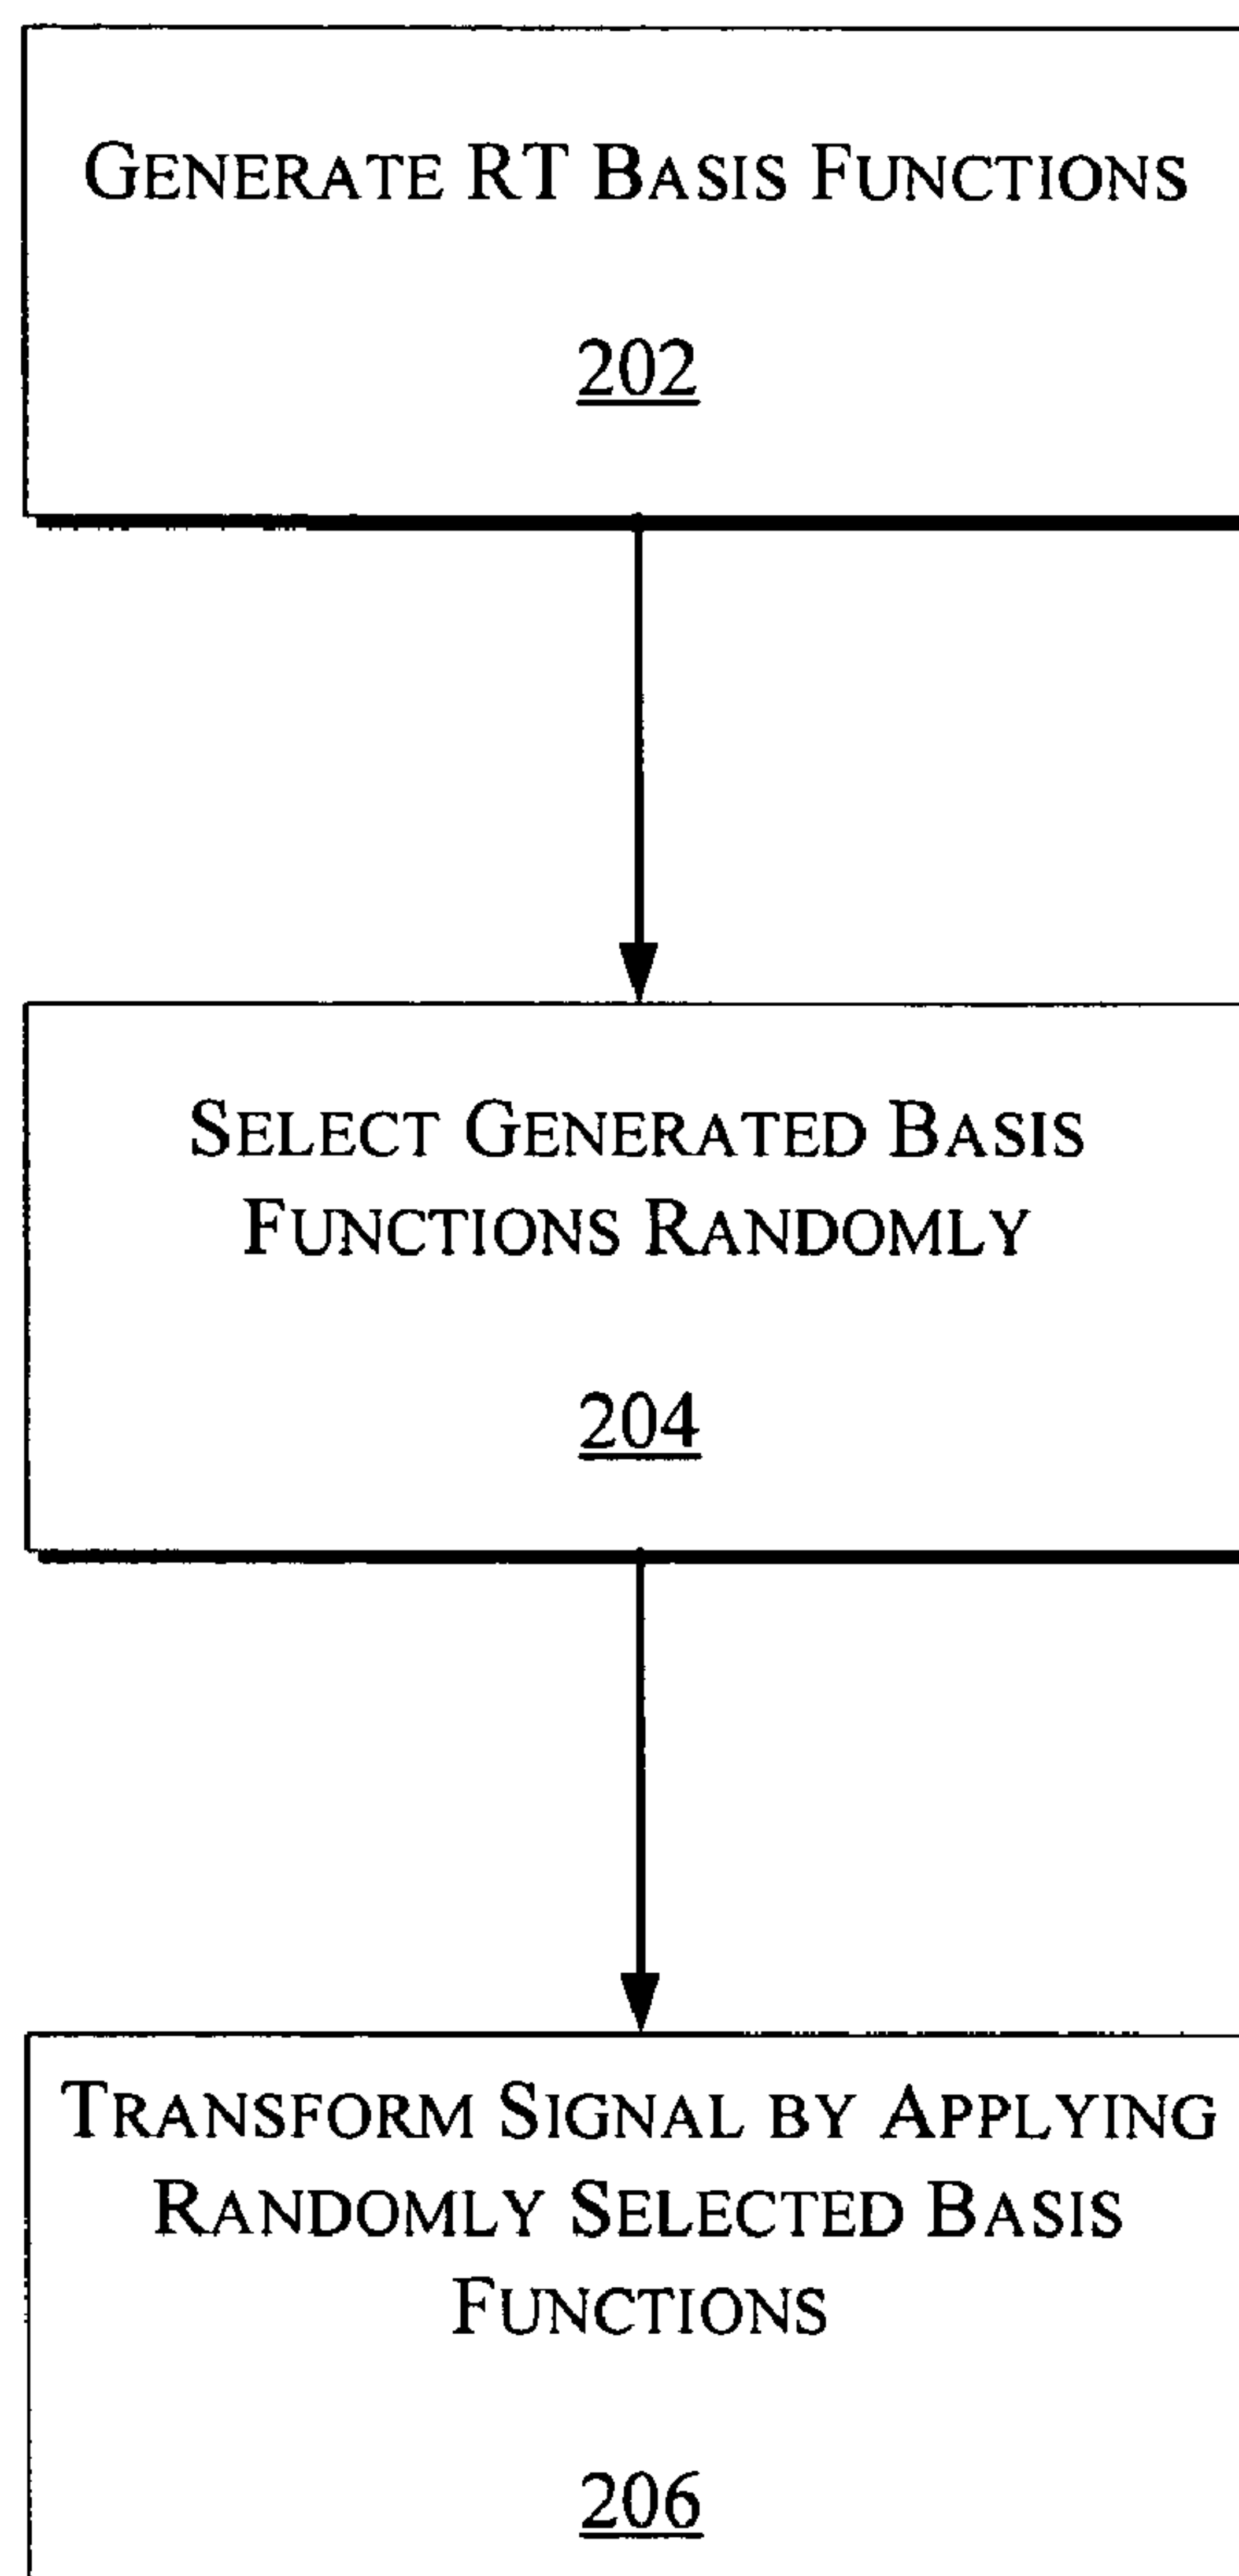 GENERATE RT BASIS FUNCTIONS
202
SELECT GENERATED BASIS
FUNCTIONS RANDOMLY
204
TRANSFORM SIGNAL BY APPLYING
RANDOMLY SELECTED BASIS
FUNCTIONS
206